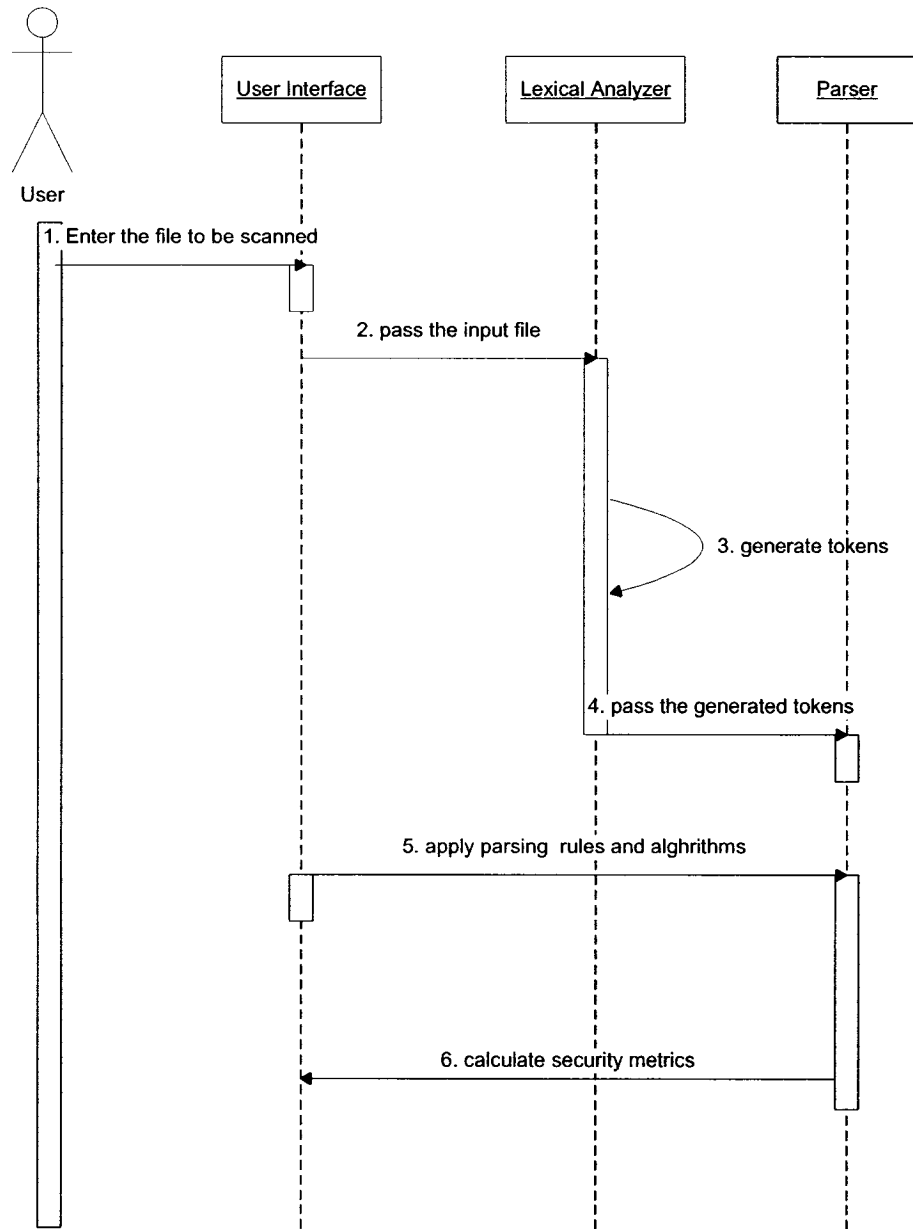 User Interface
Lexical Analyzer
Parser
User
1. Enter the file to be scanned
2. pass the input file
3. generate tokens
4. pass the generated tokens
5. apply parsing rules and alghrithms
6. calculate security metrics